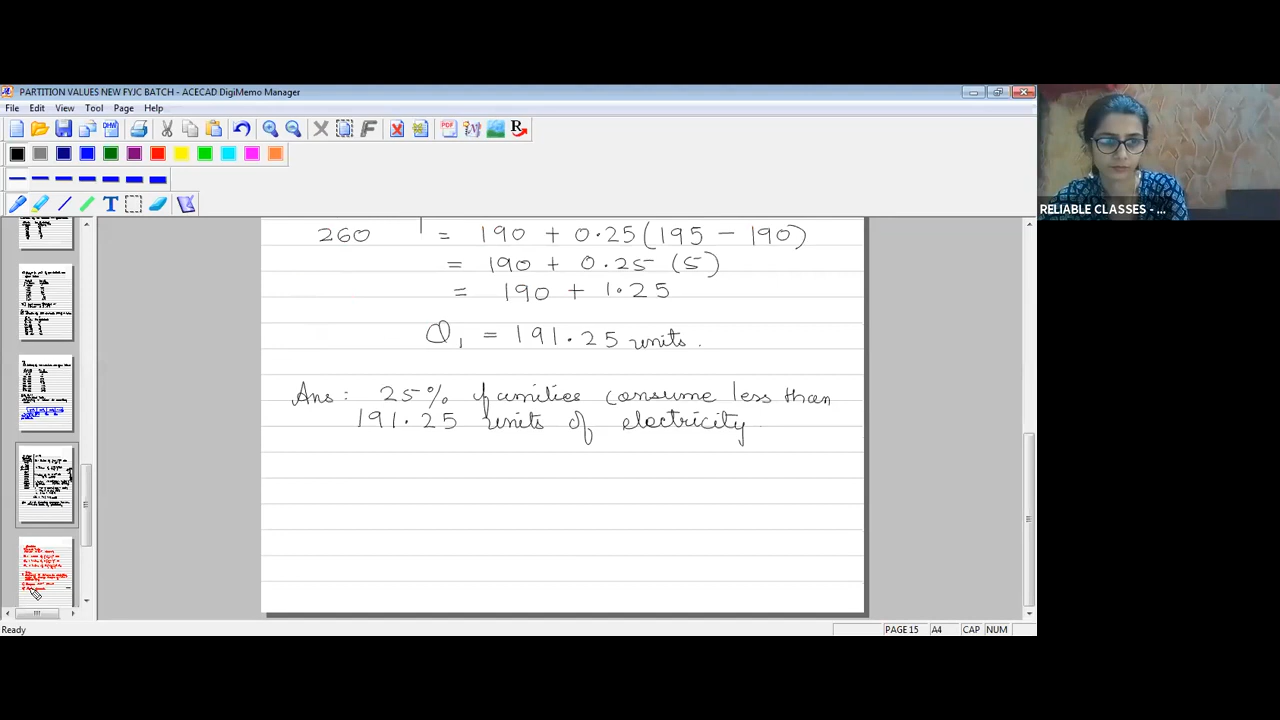 PARTITION VALUES NEW FYJC BATCH - ACECAD DigiMemo Manager
File Edit View Tool Page Help
RELIABLE CLASSES - ...
260 = 190 + 0.25 (195 - 190)
= 190 + 0.25 (5)
= 190 + 1.25
Q₁ = 191.25 units.
Ans: 25% families consume less than
191.25 units of electricity
Ready PAGE 15 A4 CAP NUM